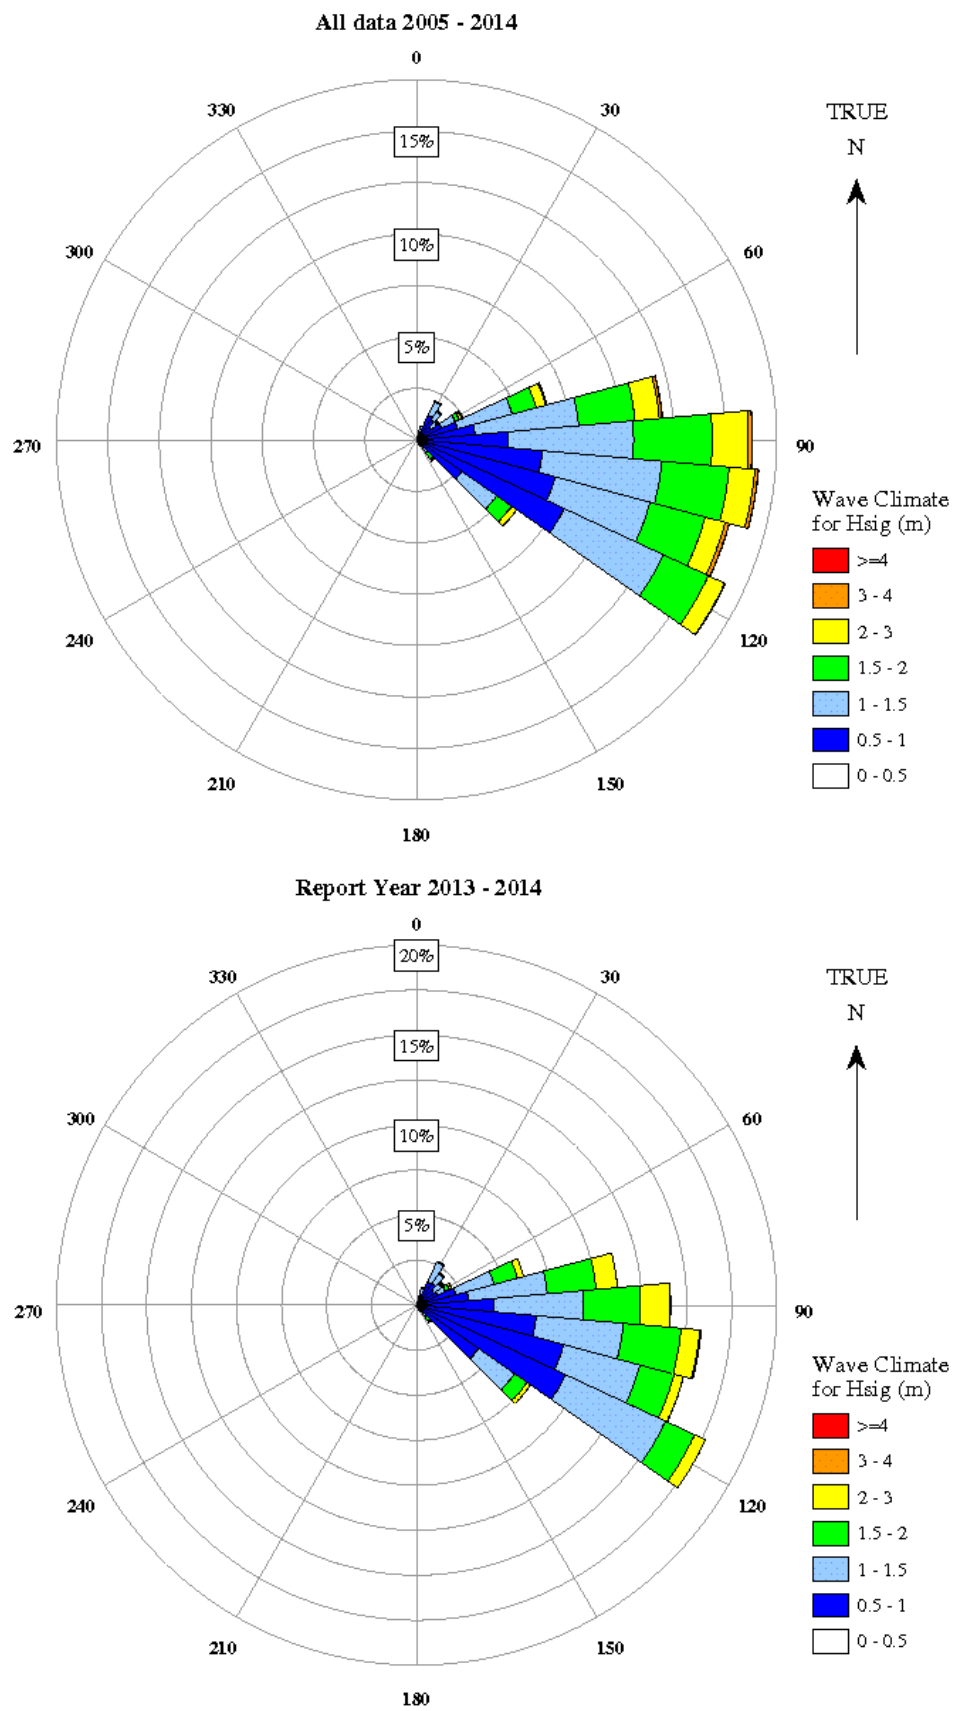 All data 2005 - 2014
0
330
30
TRUE
N
15%
300
10%
60
5%
270
90
Wave Climate
for Hsig (m)
>=4
3 - 4
2 - 3
1.5 - 2
1 - 1.5
0.5 - 1
0 - 0.5
240
120
210
150
180
Report Year 2013 - 2014
0
20%
330
30
TRUE
N
15%
300
10%
60
5%
270
90
Wave Climate
for Hsig (m)
>=4
3 - 4
2 - 3
1.5 - 2
1 - 1.5
0.5 - 1
0 - 0.5
240
120
210
150
180